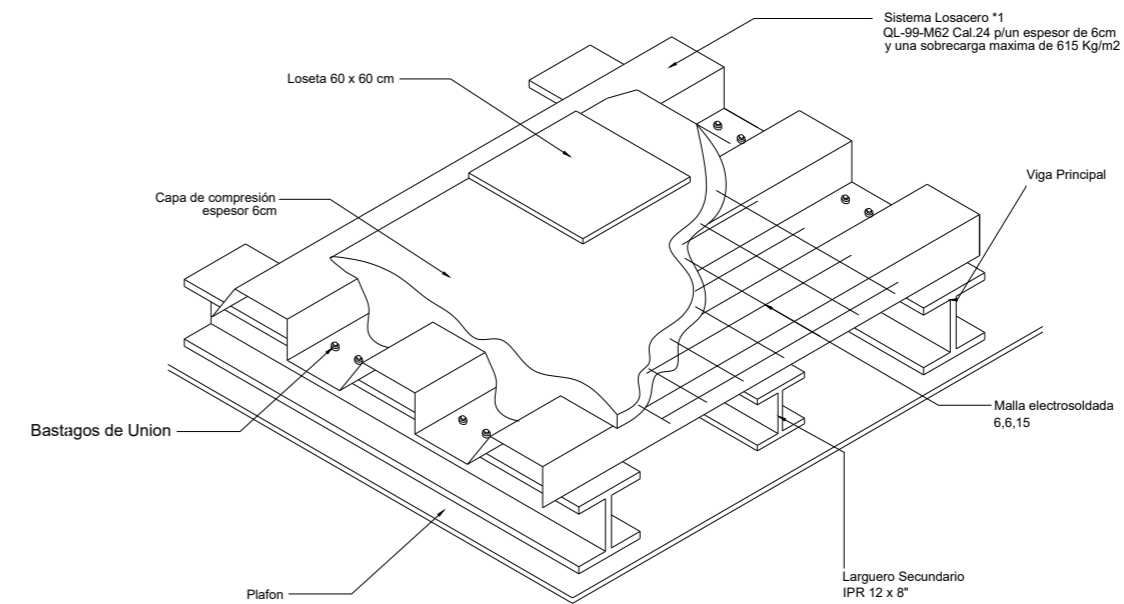 Sistema Losacero *1
QL-99-M62 Cal.24 p/un espesor de 6cm
y una sobrecarga maxima de 615 Kg/m2
Loseta 60 x 60 cm
Viga Principal
Capa de compresión
espesor 6cm
Malla electrosoldada
6,6,15
Bastagos de Union
Larguero Secundario
IPR 12 x 8"
Plafon